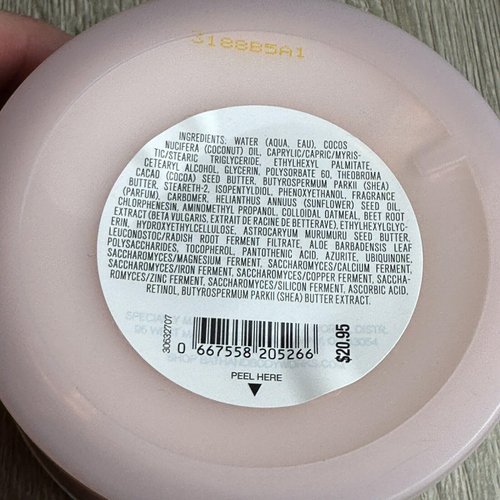 3188B5A1
INGREDIENTS: WATER (AQUA, EAU), COCOS
NUCIFERA (COCONUT) OIL, CAPRYLIC/CAPRIC/MYRIS-
TIC/STEARIC TRIGLYCERIDE, ETHYLHEXYL PALMITATE,
CETEARYL ALCOHOL, GLYCERIN, POLYSORBATE 60, THEOBROMA
CACAO (COCOA) SEED BUTTER, BUTYROSPERMUM PARKII (SHEA)
BUTTER, STEARETH-2, ISOPENTYLDIOL, PHENOXYETHANOL, FRAGRANCE
(PARFUM), CARBOMER, HELIANTHUS ANNUUS (SUNFLOWER) SEED OIL,
CHLORPHENESIN, AMINOMETHYL PROPANOL, COLLOIDAL OATMEAL, BEET ROOT
EXTRACT (BETA VULGARIS, EXTRAIT DE RACINE DE BETTERAVE), ETHYLHEXYLGLYC-
ERIN, HYDROXYETHYLCELLULOSE, ASTROCARYUM MURUMURU SEED BUTTER,
LEUCONOSTOC/RADISH ROOT FERMENT FILTRATE, ALOE BARBADENSIS LEAF
POLYSACCHARIDES, TOCOPHEROL, PANTOTHENIC ACID, AZURITE, UBIQUINONE,
SACCHAROMYCES/MAGNESIUM FERMENT, SACCHAROMYCES/CALCIUM FERMENT,
SACCHAROMYCES/IRON FERMENT, SACCHAROMYCES/COPPER FERMENT, SACCHA-
ROMYCES/ZINC FERMENT, SACCHAROMYCES/SILICON FERMENT, ASCORBIC ACID,
RETINOL, BUTYROSPERMUM PARKII (SHEA) BUTTER EXTRACT.
30632707
0 667558 205266
$20.95
PEEL HERE